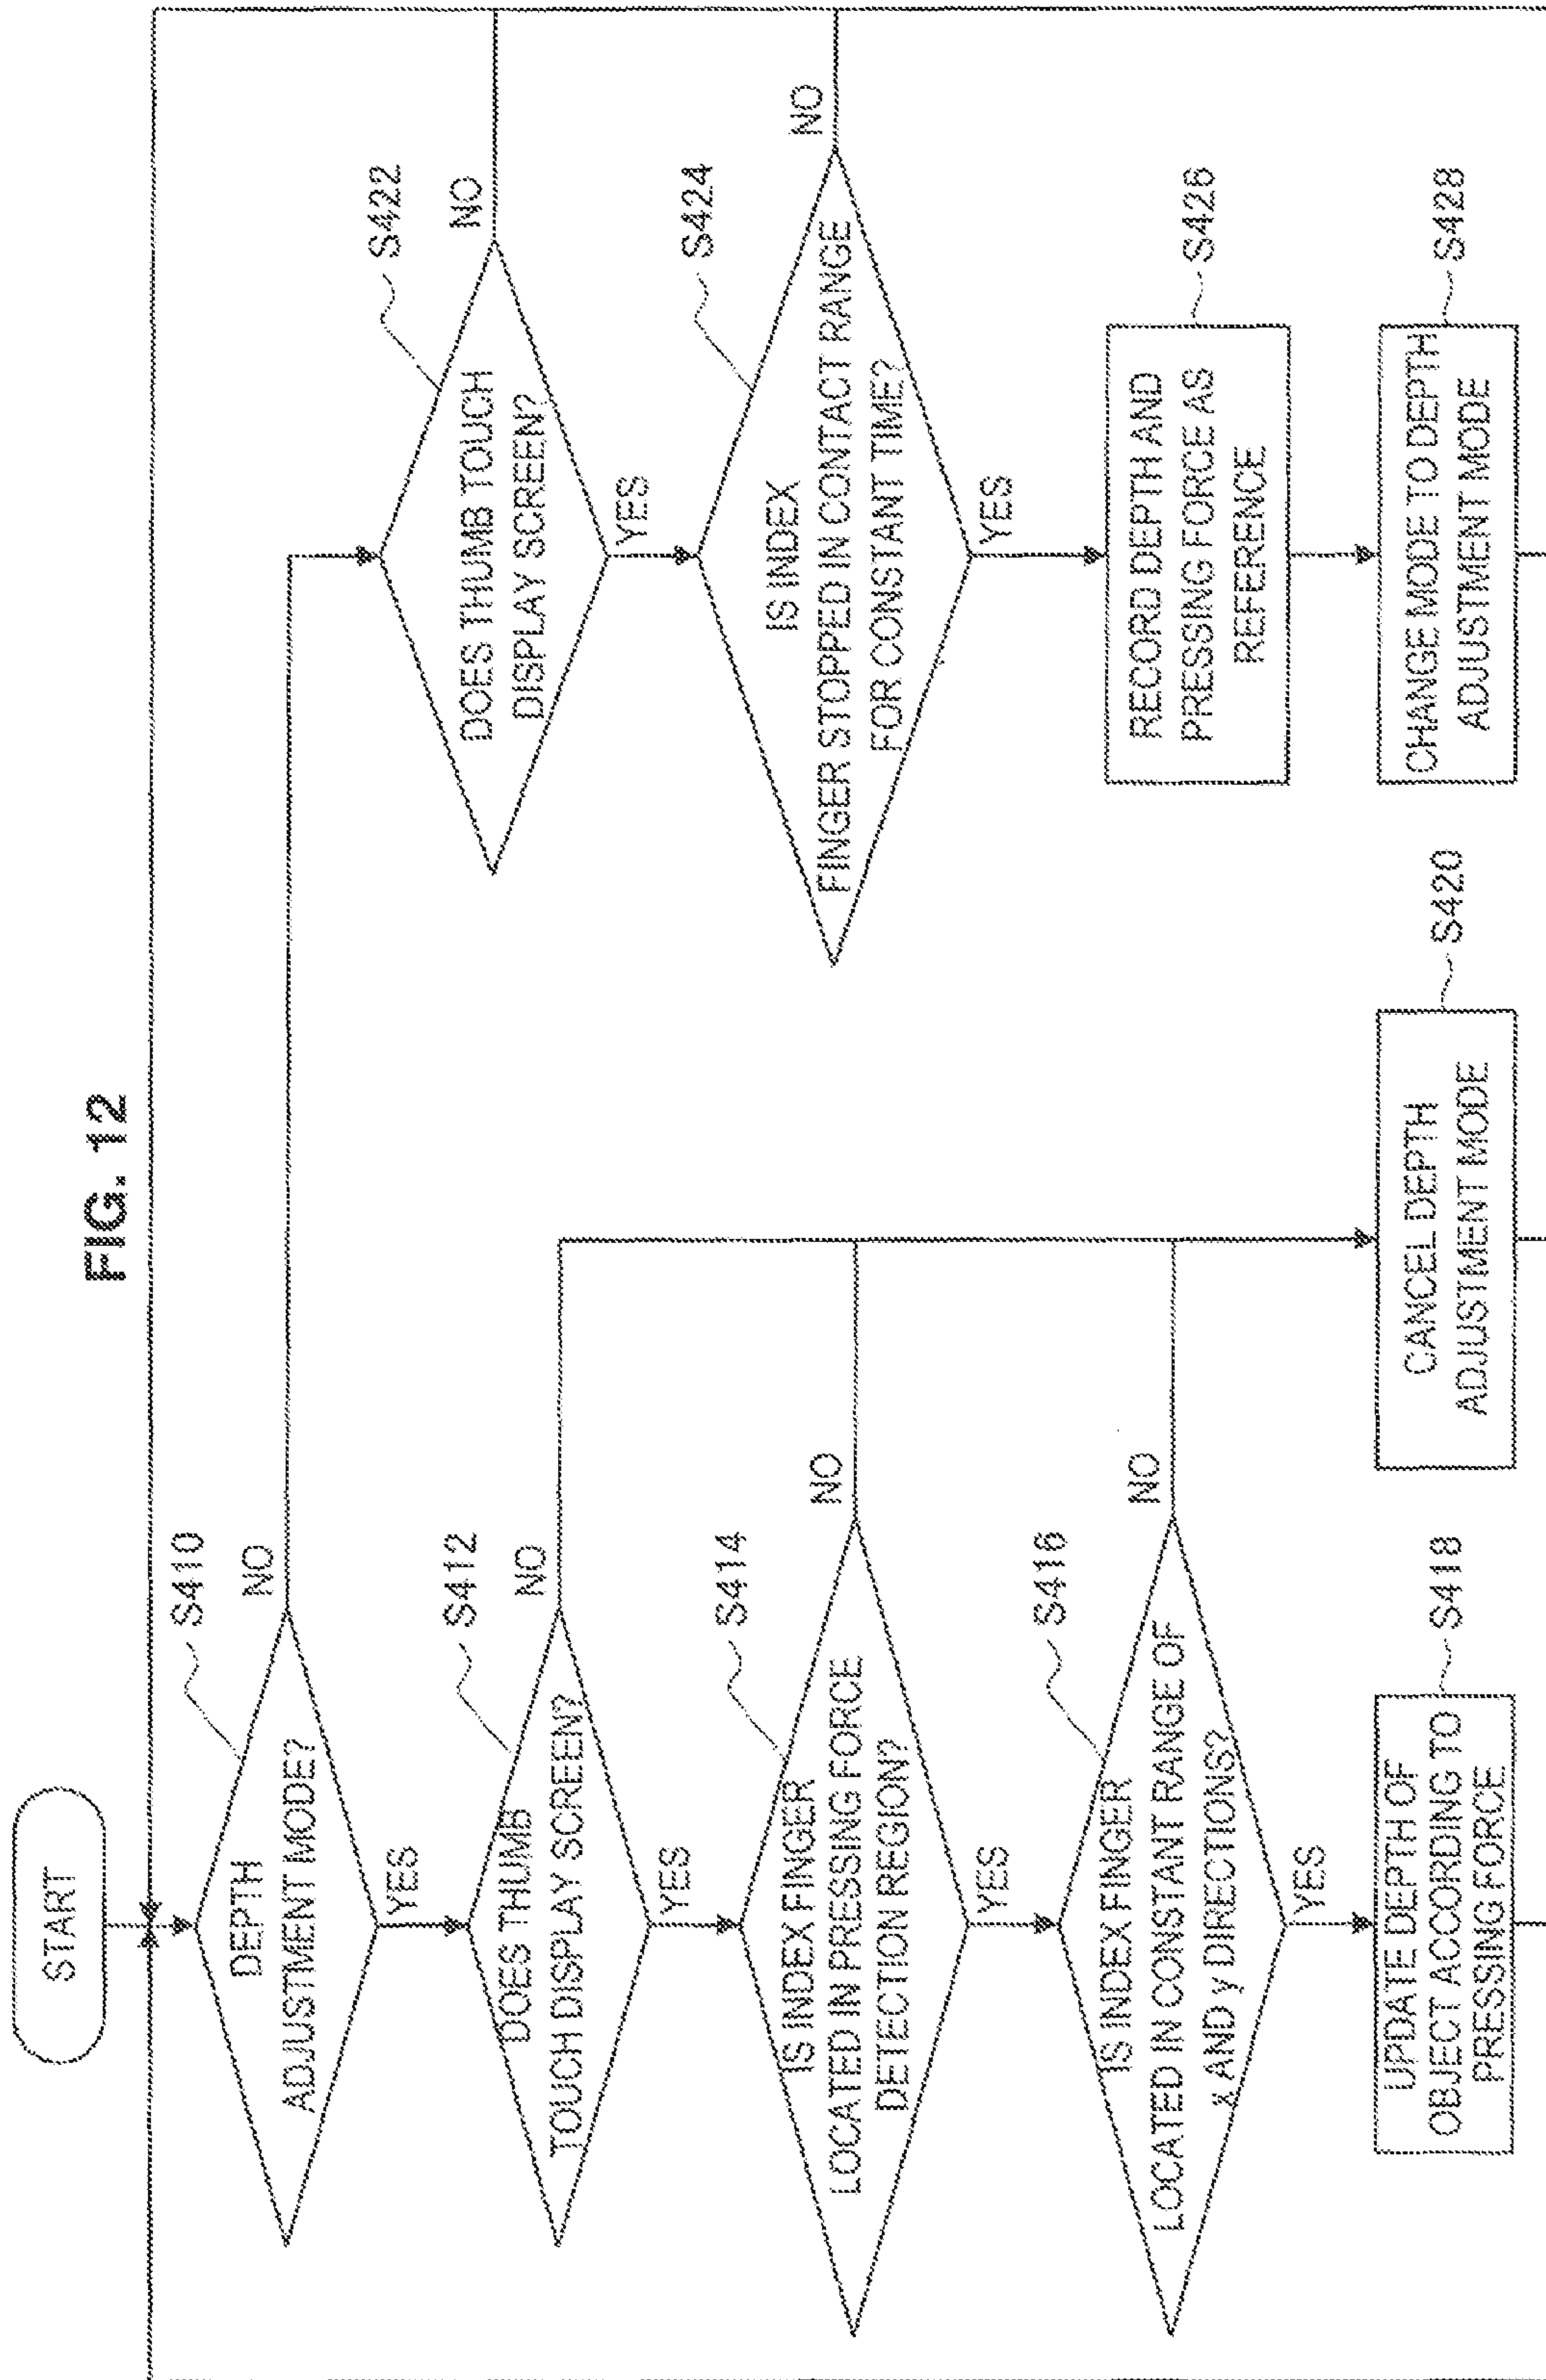 FIG. 12
START
S410
DEPTH
ADJUSTMENT MODE?
NO
YES
S412
DOES THUMB
TOUCH DISPLAY SCREEN?
NO
YES
S414
IS INDEX FINGER
LOCATED IN PRESSING FORCE
DETECTION REGION?
NO
YES
S416
IS INDEX FINGER
LOCATED IN CONSTANT RANGE OF
x AND y DIRECTIONS?
NO
YES
S418
UPDATE DEPTH OF
OBJECT ACCORDING TO
PRESSING FORCE
S420
CANCEL DEPTH
ADJUSTMENT MODE
S422
DOES THUMB TOUCH
DISPLAY SCREEN?
NO
YES
S424
IS INDEX
FINGER STOPPED IN CONTACT RANGE
FOR CONSTANT TIME?
NO
YES
S426
RECORD DEPTH AND
PRESSING FORCE AS
REFERENCE
S428
CHANGE MODE TO DEPTH
ADJUSTMENT MODE